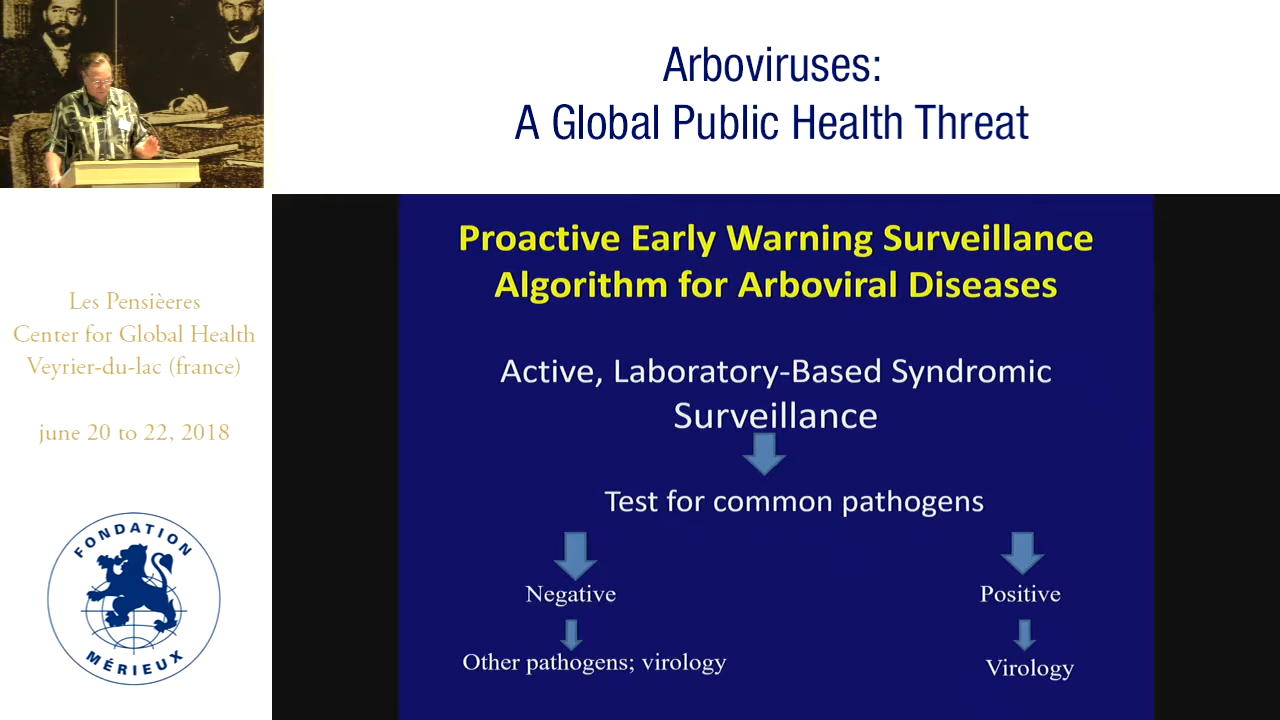 Arboviruses:
A Global Public Health Threat
Les Pensièeres
Center for Global Health
Veyrier-du-lac (france)
june 20 to 22, 2018
FONDATION
MÉRIEUX
Proactive Early Warning Surveillance
Algorithm for Arboviral Diseases
Active, Laboratory-Based Syndromic
Surveillance
Test for common pathogens
Negative
Positive
Other pathogens; virology
Virology